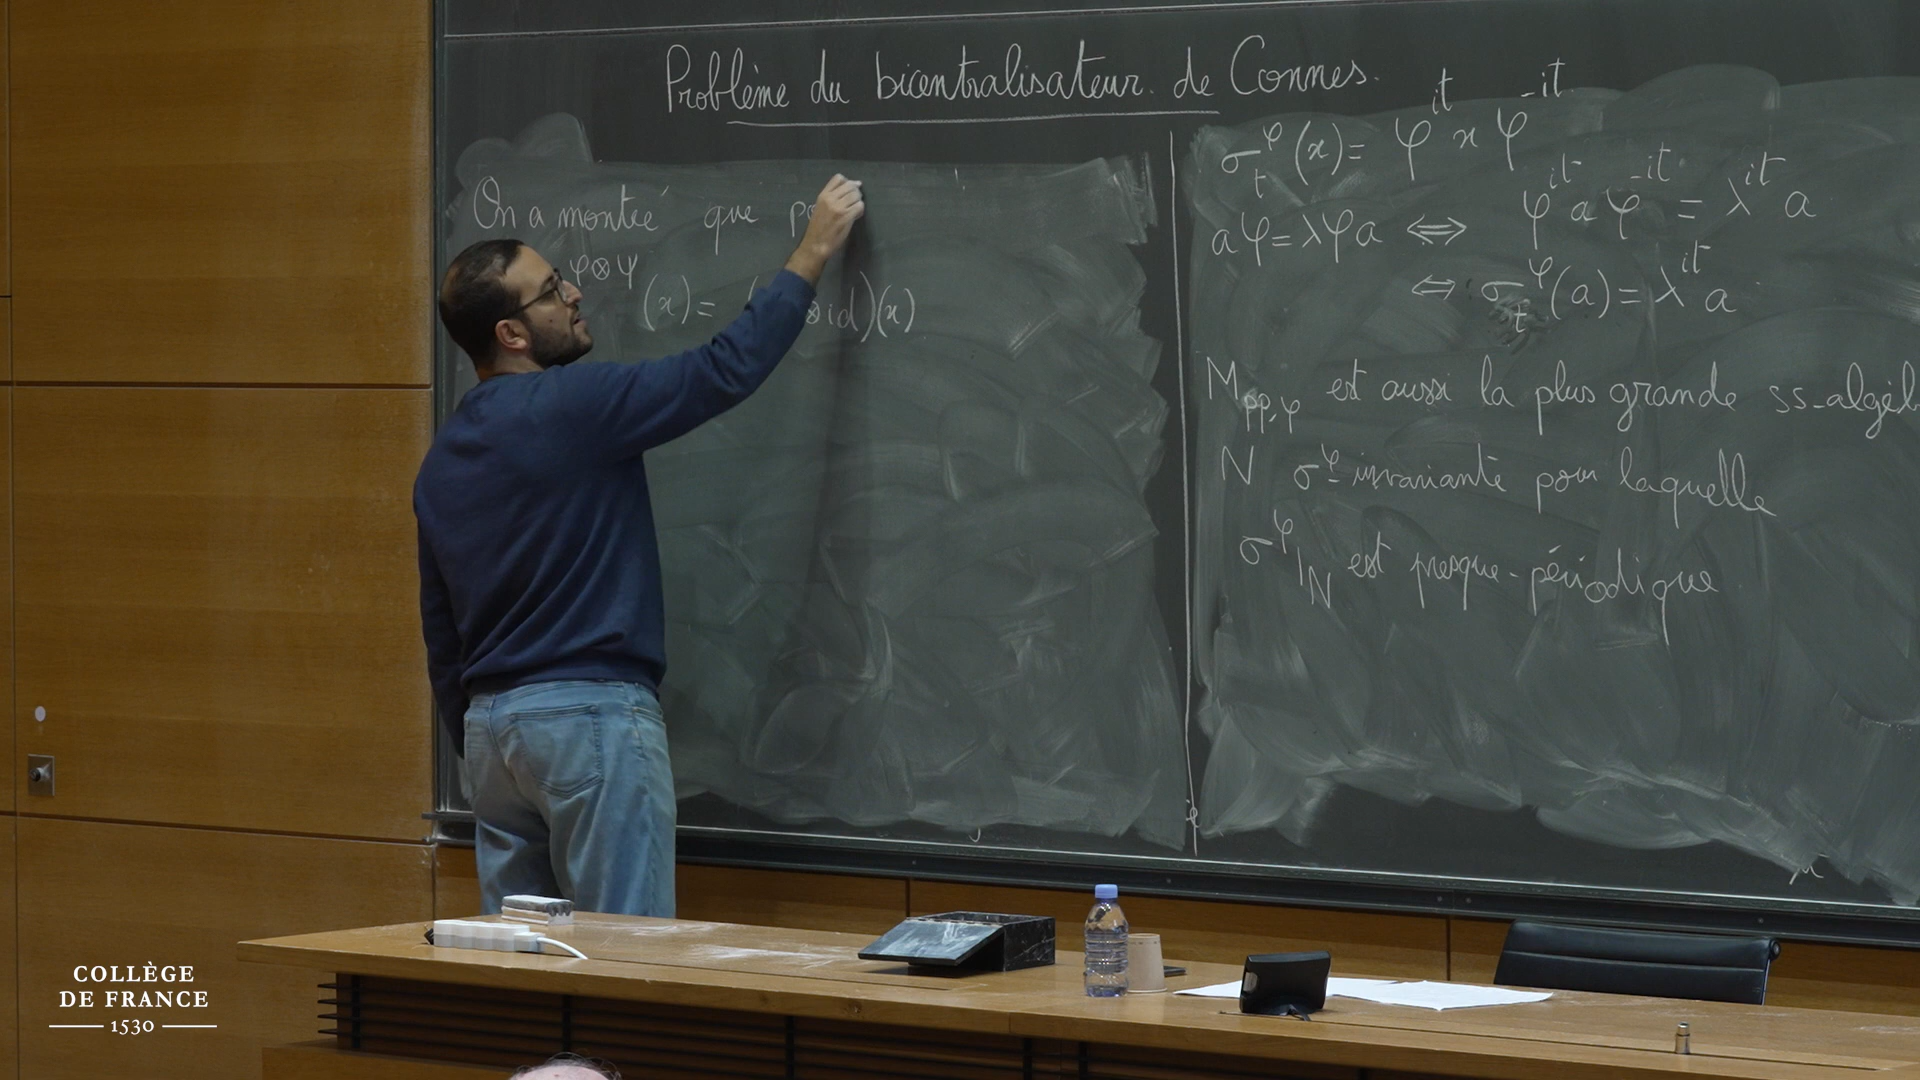 Problème du bicentralisateur de Connes.
On a montré que
φ⊗ψ
(x) = ⊗id)(x)
σ_t^φ(x) = φ^{it} x φ^{-it}
aφ = λφa ⟺ φ^{it} a φ^{-it} = λ^{it} a
⟺ σ_t^φ(a) = λ^{it} a
M_{pp,φ} est aussi la plus grande ss-algèb
N σ^φ-invariante pour laquelle
σ^φ|_N est presque-périodique
COLLÈGE
DE FRANCE
1530